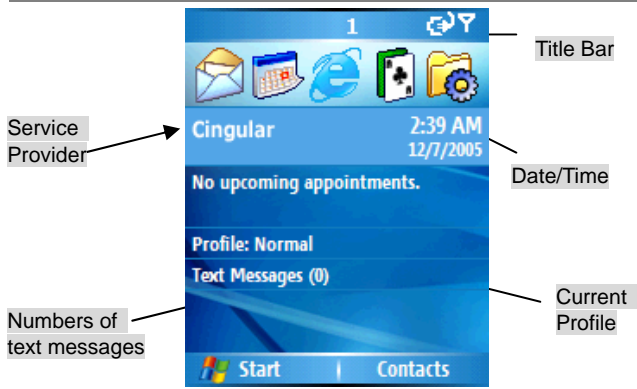 1
Title Bar
Service
Provider
Cingular
2:39 AM
12/7/2005
Date/Time
No upcoming appointments.
Profile: Normal
Text Messages (0)
Current
Profile
Numbers of
text messages
Start
Contacts